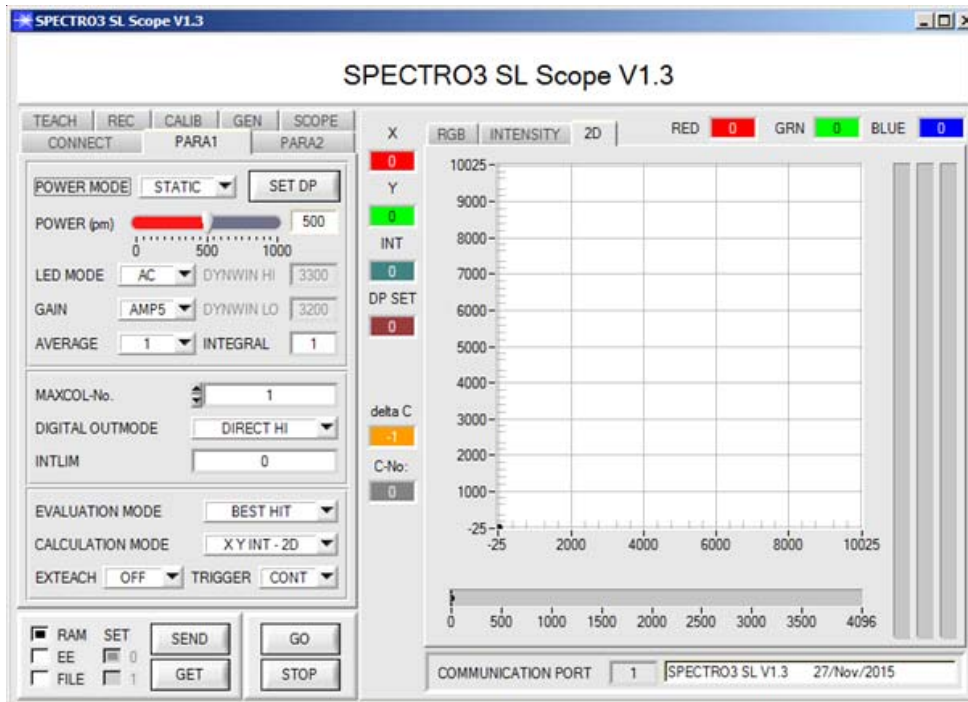 SPECTRO3 SL Scope V1.3
SPECTRO3 SL Scope V1.3
TEACH REC CALIB GEN SCOPE
CONNECT PARA1 PARA2
POWER MODE STATIC SET DP
POWER (pm) 500
0 500 1000
LED MODE AC DYNWIN HI 3300
GAIN AMP5 DYNWIN LO 3200
AVERAGE 1 INTEGRAL 1
MAXCOL-No. 1
DIGITAL OUTMODE DIRECT HI
INTLIM 0
EVALUATION MODE BEST HIT
CALCULATION MODE X Y INT - 2D
EXTEACH OFF TRIGGER CONT
RAM SET SEND GO
EE 0
FILE 1 GET STOP
X
0
Y
0
INT
0
DP SET
0
delta C
-1
C-No:
0
RGB INTENSITY 2D RED 0 GRN 0 BLUE 0
10025
9000
8000
7000
6000
5000
4000
3000
2000
1000
-25
-25 2000 4000 6000 8000 10025
0 500 1000 1500 2000 2500 3000 3500 4096
COMMUNICATION PORT 1 SPECTRO3 SL V1.3 27/Nov/2015